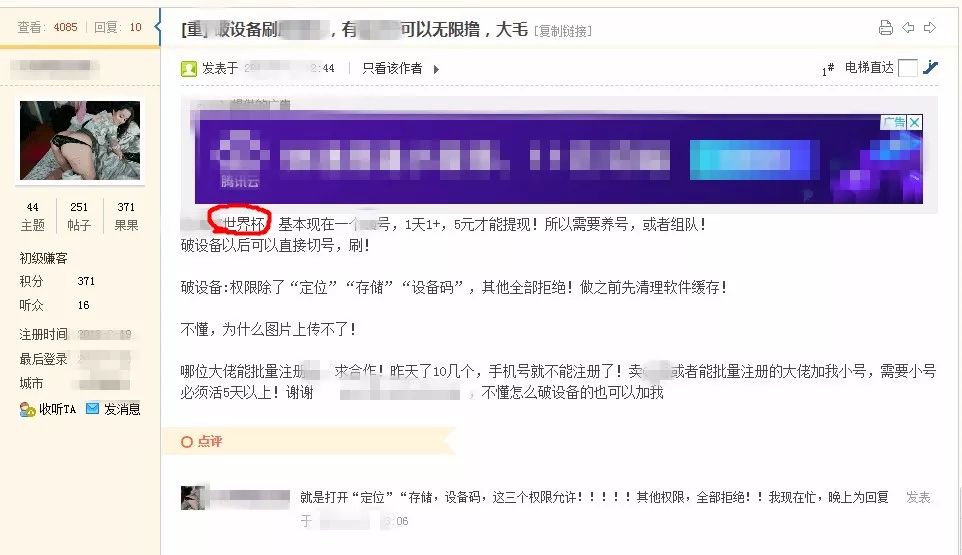 查看: 4085 | 回复: 10
[重] 破设备刷 ，有 可以无限撸，大毛 [复制链接]
发表于 2:44 | 只看该作者
1# 电梯直达
提供的广告
广告
腾讯云
世界杯 基本现在一个 号，1天1+，5元才能提现！所以需要养号，或者组队！
破设备以后可以直接切号，刷！
破设备:权限除了“定位”“存储”“设备码”，其他全部拒绝！做之前先清理软件缓存！
不懂，为什么图片上传不了！
哪位大佬能批量注册 求合作！昨天了10几个，手机号就不能注册了！卖 或者能批量注册的大佬加我小号，需要小号
必须活5天以上！谢谢 ，不懂怎么破设备的也可以加我
44 251 371
主题 帖子 果果
初级赚客
积分 371
听众 16
注册时间
最后登录
城市
收听TA 发消息
点评
就是打开“定位”“存储，设备码，这三个权限允许！！！！！其他权限，全部拒绝！！我现在忙，晚上为回复 发表
于 :06